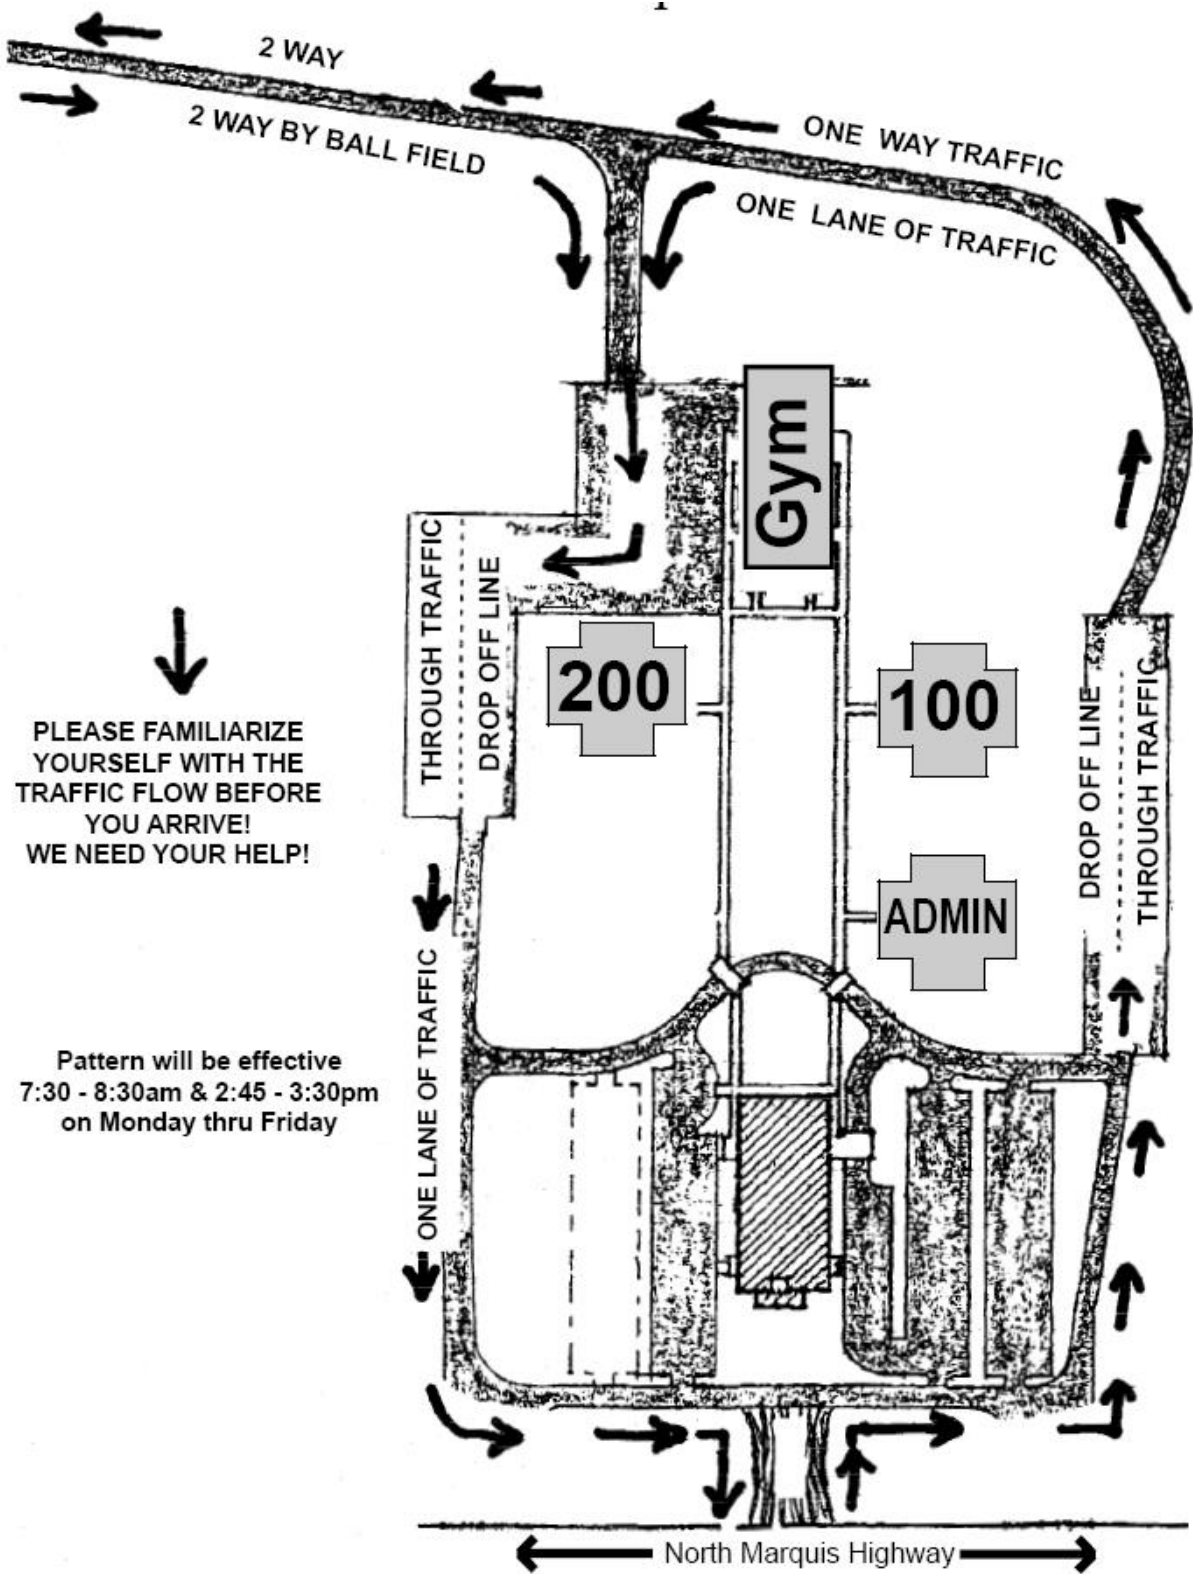 2 WAY
2 WAY BY BALL FIELD
ONE WAY TRAFFIC
ONE LANE OF TRAFFIC
Gym
THROUGH TRAFFIC
DROP OFF LINE
200
100
DROP OFF LINE
THROUGH TRAFFIC
PLEASE FAMILIARIZE
YOURSELF WITH THE
TRAFFIC FLOW BEFORE
YOU ARRIVE!
WE NEED YOUR HELP!
ADMIN
ONE LANE OF TRAFFIC
Pattern will be effective
7:30 - 8:30am & 2:45 - 3:30pm
on Monday thru Friday
North Marquis Highway